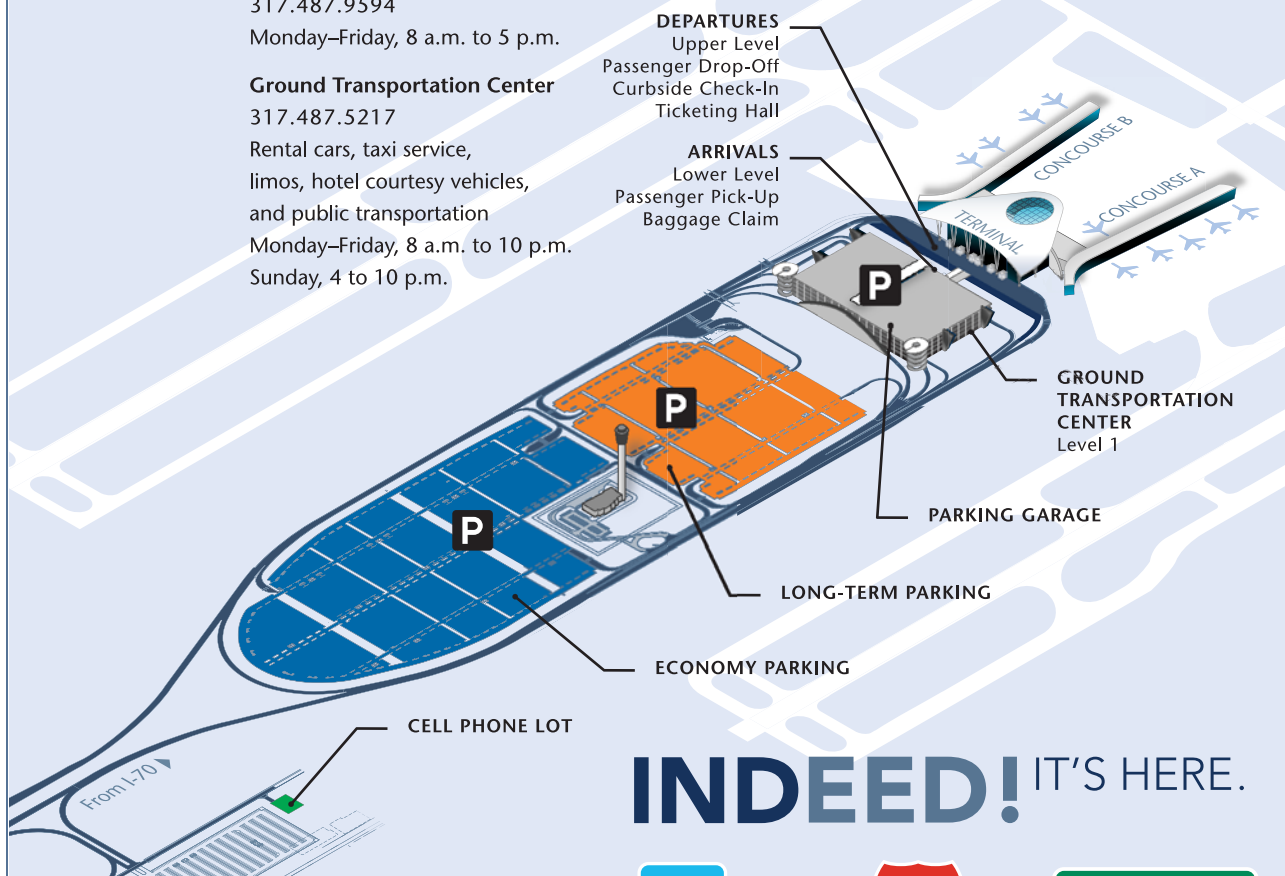 317.487.9594
Monday–Friday, 8 a.m. to 5 p.m.
Ground Transportation Center
317.487.5217
Rental cars, taxi service,
limos, hotel courtesy vehicles,
and public transportation
Monday–Friday, 8 a.m. to 10 p.m.
Sunday, 4 to 10 p.m.
DEPARTURES
Upper Level
Passenger Drop-Off
Curbside Check-In
Ticketing Hall
ARRIVALS
Lower Level
Passenger Pick-Up
Baggage Claim
CONCOURSE B
CONCOURSE A
TERMINAL
P
GROUND
TRANSPORTATION
CENTER
Level 1
P
PARKING GARAGE
P
LONG-TERM PARKING
ECONOMY PARKING
CELL PHONE LOT
From I-70
INDEED! IT'S HERE.